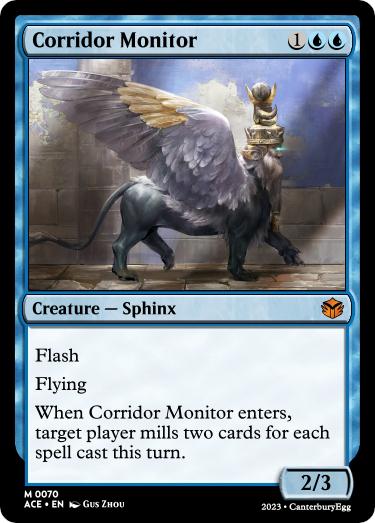 Corridor Monitor 1
Creature — Sphinx
Flash
Flying
When Corridor Monitor enters,
target player mills two cards for each
spell cast this turn.
2/3
M 0070
ACE • EN Gus Zhou
2023 • CanterburyEgg